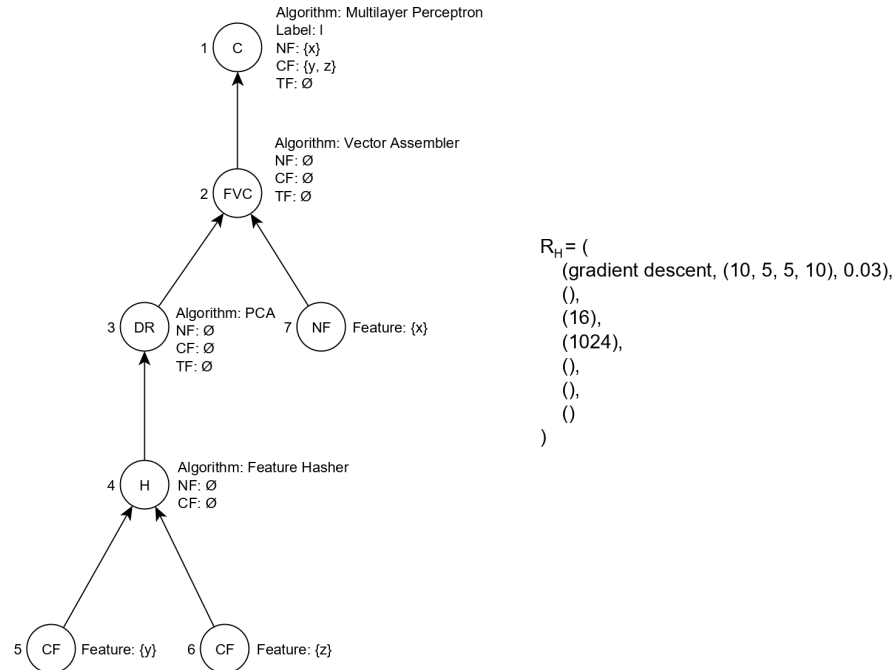 Algorithm: Multilayer Perceptron
Label: l
1 C NF: {x}
CF: {y, z}
TF: Ø
Algorithm: Vector Assembler
NF: Ø
2 FVC CF: Ø
TF: Ø
Algorithm: PCA
3 DR NF: Ø
CF: Ø
TF: Ø
7 NF Feature: {x}
Algorithm: Feature Hasher
4 H NF: Ø
CF: Ø
5 CF Feature: {y}
6 CF Feature: {z}
R_H = (
(gradient descent, (10, 5, 5, 10), 0.03),
(),
(16),
(1024),
(),
(),
()
)